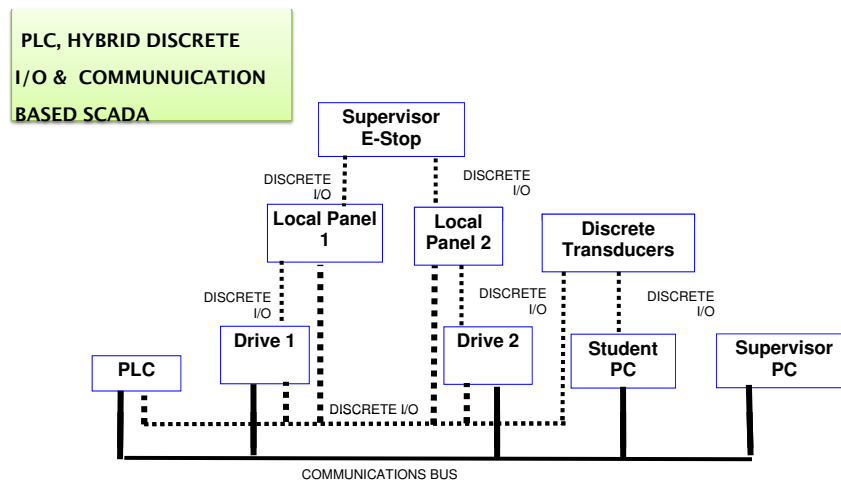 PLC, HYBRID DISCRETE
I/O & COMMUNUICATION
BASED SCADA
Supervisor
E-Stop
DISCRETE
I/O
DISCRETE
I/O
Local Panel
1
Local
Panel 2
Discrete
Transducers
DISCRETE
I/O
DISCRETE
I/O
DISCRETE
I/O
PLC
Drive 1
Drive 2
Student
PC
Supervisor
PC
DISCRETE I/O
COMMUNICATIONS BUS